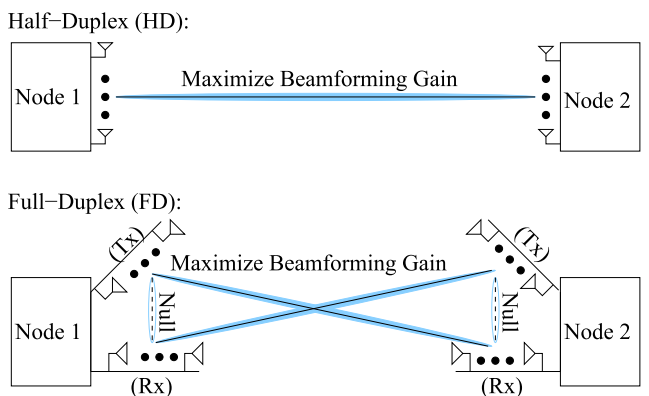 Half−Duplex (HD):
Node 1
Maximize Beamforming Gain
Node 2
Full−Duplex (FD):
(Tx)
(Tx)
Maximize Beamforming Gain
Node 1
Null
Null
Node 2
(Rx)
(Rx)